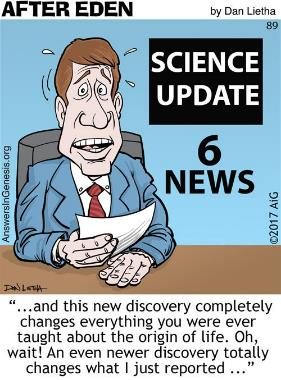 AFTER EDEN
by Dan Lietha
89
SCIENCE
UPDATE
6
NEWS
AnswersInGenesis.org
©2017 AiG
DAN LIETHA
“...and this new discovery completely
changes everything you were ever
taught about the origin of life. Oh,
wait! An even newer discovery totally
changes what I just reported ...”